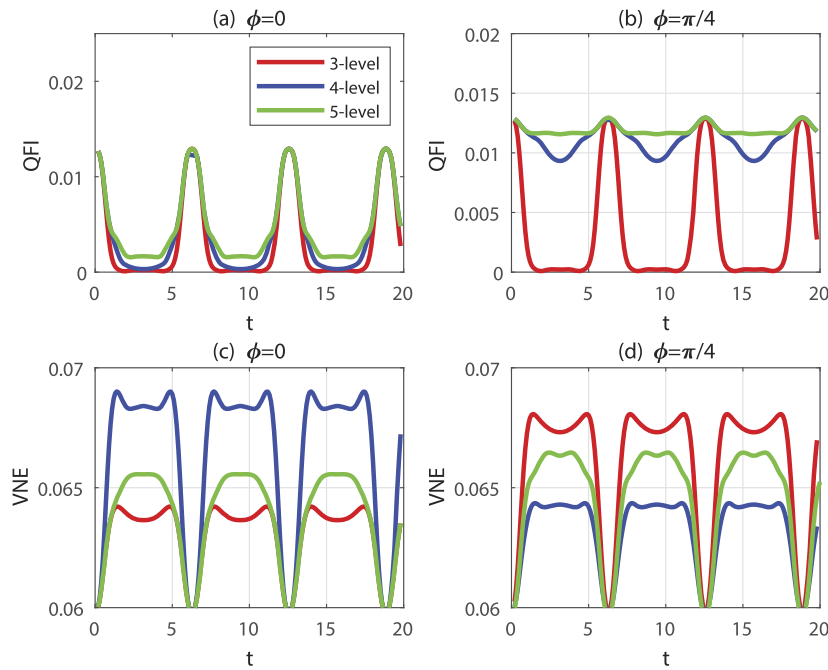 (a) ϕ=0
(b) ϕ=π/4
0.02
0.01
0
QFI
3-level
4-level
5-level
0 5 10 15 20
t
0.02
0.015
0.01
0.005
0
QFI
0 5 10 15 20
t
(c) ϕ=0
(d) ϕ=π/4
0.07
0.065
0.06
VNE
0 5 10 15 20
t
0.07
0.065
0.06
VNE
0 5 10 15 20
t